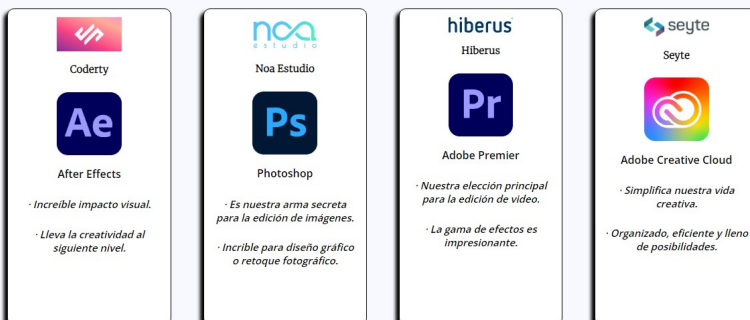 Coderty
Ae
After Effects
· Increíble impacto visual.
· Lleva la creatividad al
siguiente nivel.
noa
estudio
Noa Estudio
Ps
Photoshop
· Es nuestra arma secreta
para la edición de imágenes.
· Incrible para diseño gráfico
o retoque fotográfico.
hiberus
Hiberus
Pr
Adobe Premier
· Nuestra elección principal
para la edición de video.
· La gama de efectos es
impresionante.
seyte
Seyte
Adobe Creative Cloud
· Simplifica nuestra vida
creativa.
· Organizado, eficiente y lleno
de posibilidades.